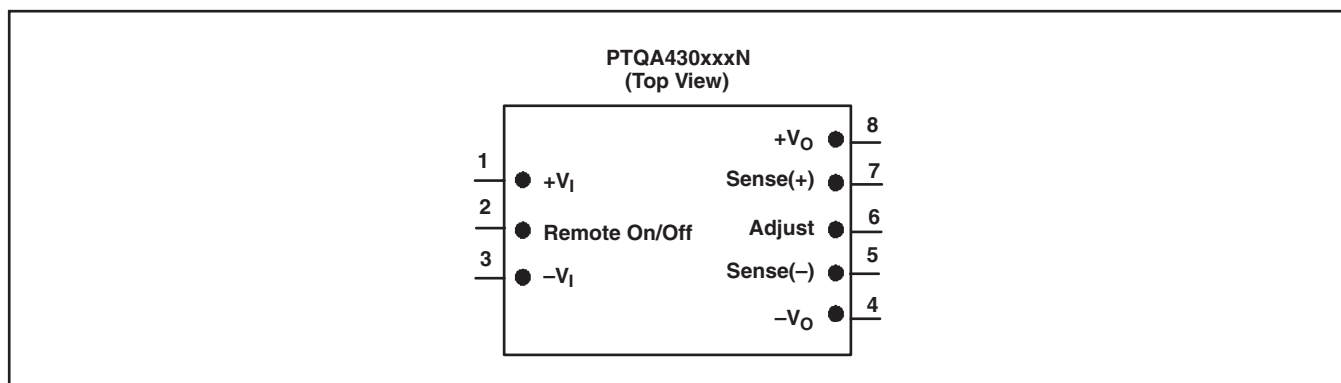 PTQA430xxxN
(Top View)
1
+VI
2
Remote On/Off
3
–VI
+VO
8
Sense(+)
7
Adjust
6
Sense(–)
5
–VO
4